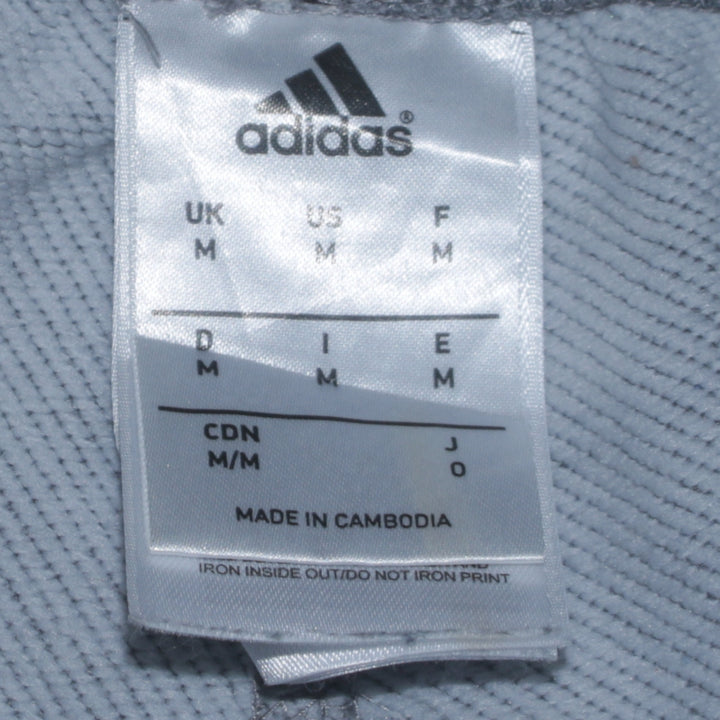 adidas®
UK US F
M M M
D I E
M M M
CDN J
M/M O
MADE IN CAMBODIA
IRON INSIDE OUT/DO NOT IRON PRINT